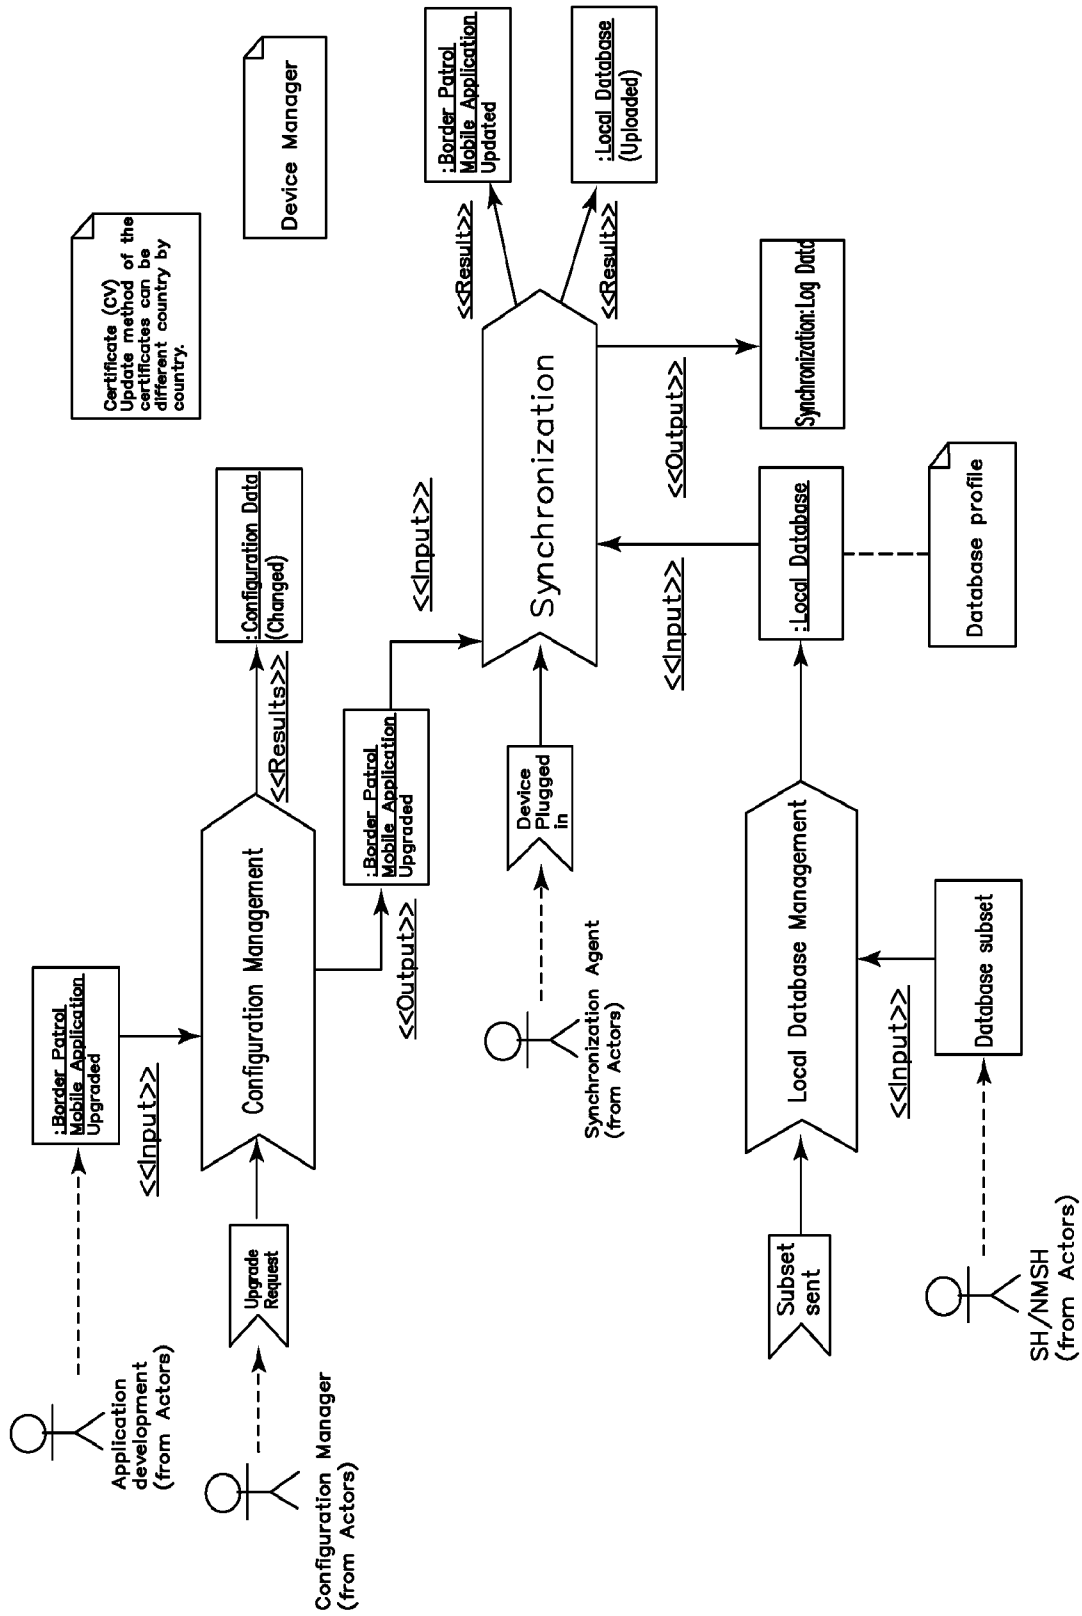 Application
development
(from Actors)
:Border Patrol
Mobile Application
Upgraded
<<Input>>
Certificate (CV)
Update method of the
certificates can be
different country by
country.
Configuration Manager
(from Actors)
Upgrade
Request
Configuration Management
<<Results>>
:Configuration Data
(Changed)
Device Manager
<<Output>>
:Border Patrol
Mobile Application
Upgraded
<<Input>>
Synchronization Agent
(from Actors)
Device
Plugged
in
Synchronization
<<Result>>
:Border Patrol
Mobile Application
Updated
<<Result>>
:Local Database
(Uploaded)
<<Input>>
<<Output>>
Subset
sent
Local Database Management
:Local Database
Synchronization:Log Data
<<Input>>
SH/NMSH
(from Actors)
Database subset
Database profile